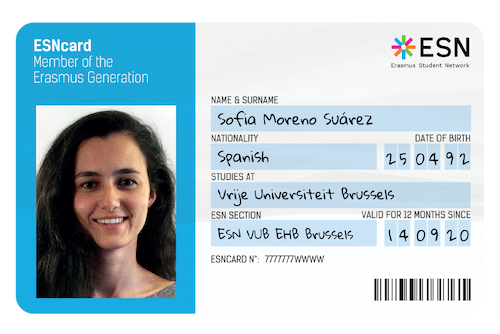 ESNcard
Member of the
Erasmus Generation
ESN
Erasmus Student Network
NAME & SURNAME
Sofia Moreno Suárez
NATIONALITY DATE OF BIRTH
Spanish 25 04 92
STUDIES AT
Vrije Universiteit Brussels
ESN SECTION VALID FOR 12 MONTHS SINCE
ESN VUB EHB Brussels 14 09 20
ESNCARD N°: 7777777WWWW